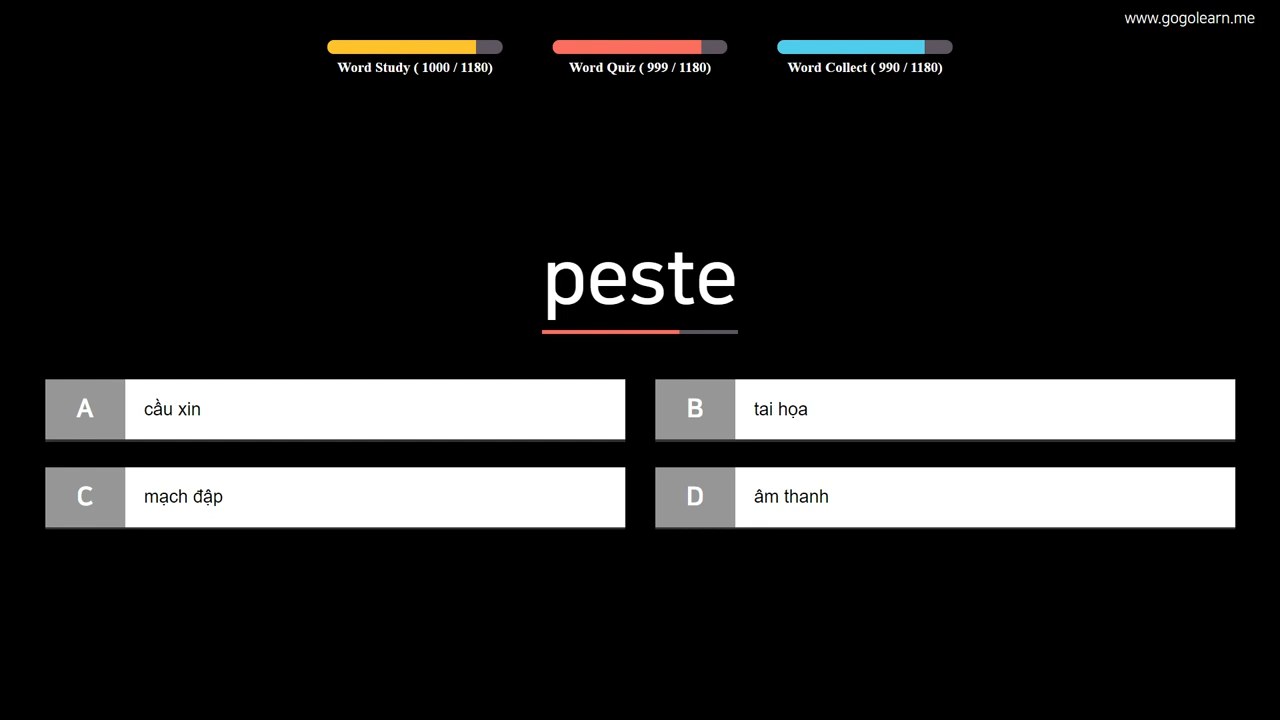 www.gogolearn.me
Word Study ( 1000 / 1180)
Word Quiz ( 999 / 1180)
Word Collect ( 990 / 1180)
peste
A cầu xin
B tai họa
C mạch đập
D âm thanh